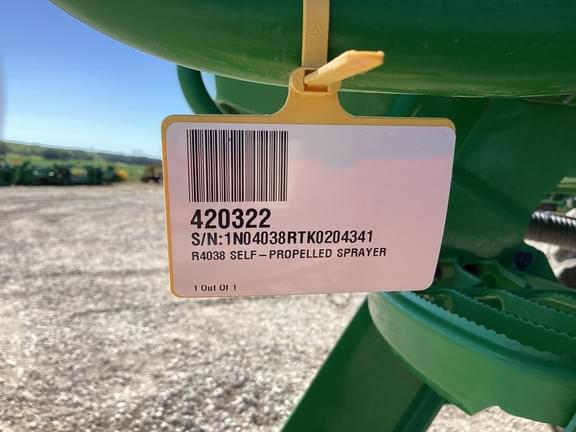 420322
S/N:1N04038RTK0204341
R4038 SELF-PROPELLED SPRAYER
1 Out Of 1